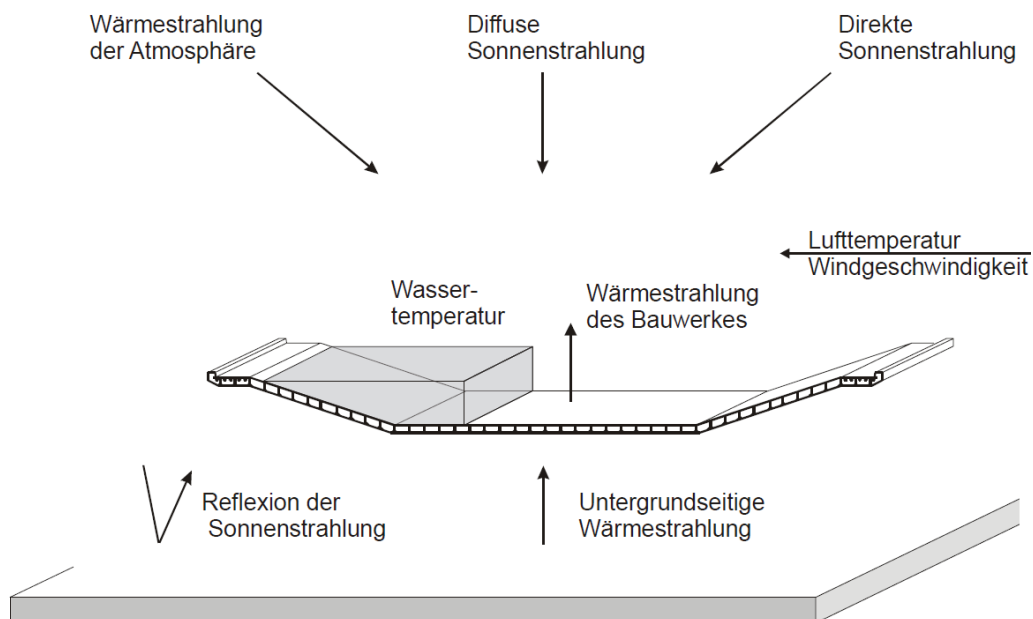 Wärmestrahlung
der Atmosphäre
Diffuse
Sonnenstrahlung
Direkte
Sonnenstrahlung
Lufttemperatur
Windgeschwindigkeit
Wasser-
temperatur
Wärmestrahlung
des Bauwerkes
Reflexion der
Sonnenstrahlung
Untergrundseitige
Wärmestrahlung